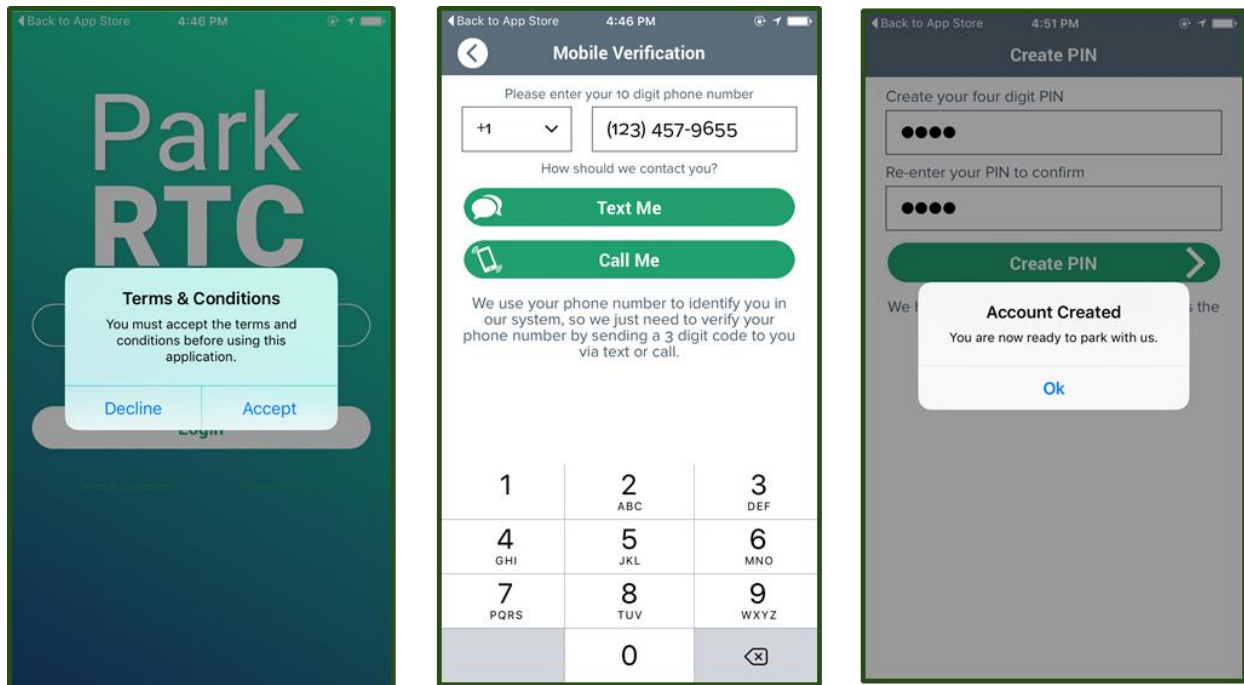 Back to App Store 4:46 PM
Park
RTC
Terms & Conditions
You must accept the terms and
conditions before using this
application.
Decline Accept
Login
Terms & Conditions
Back to App Store 4:46 PM
Mobile Verification
Please enter your 10 digit phone number
+1 (123) 457-9655
How should we contact you?
Text Me
Call Me
We use your phone number to identify you in
our system, so we just need to verify your
phone number by sending a 3 digit code to you
via text or call.
1 2 3
ABC DEF
4 5 6
GHI JKL MNO
7 8 9
PQRS TUV WXYZ
0
Back to App Store 4:51 PM
Create PIN
Create your four digit PIN
Re-enter your PIN to confirm
Create PIN
We
the
Account Created
You are now ready to park with us.
Ok